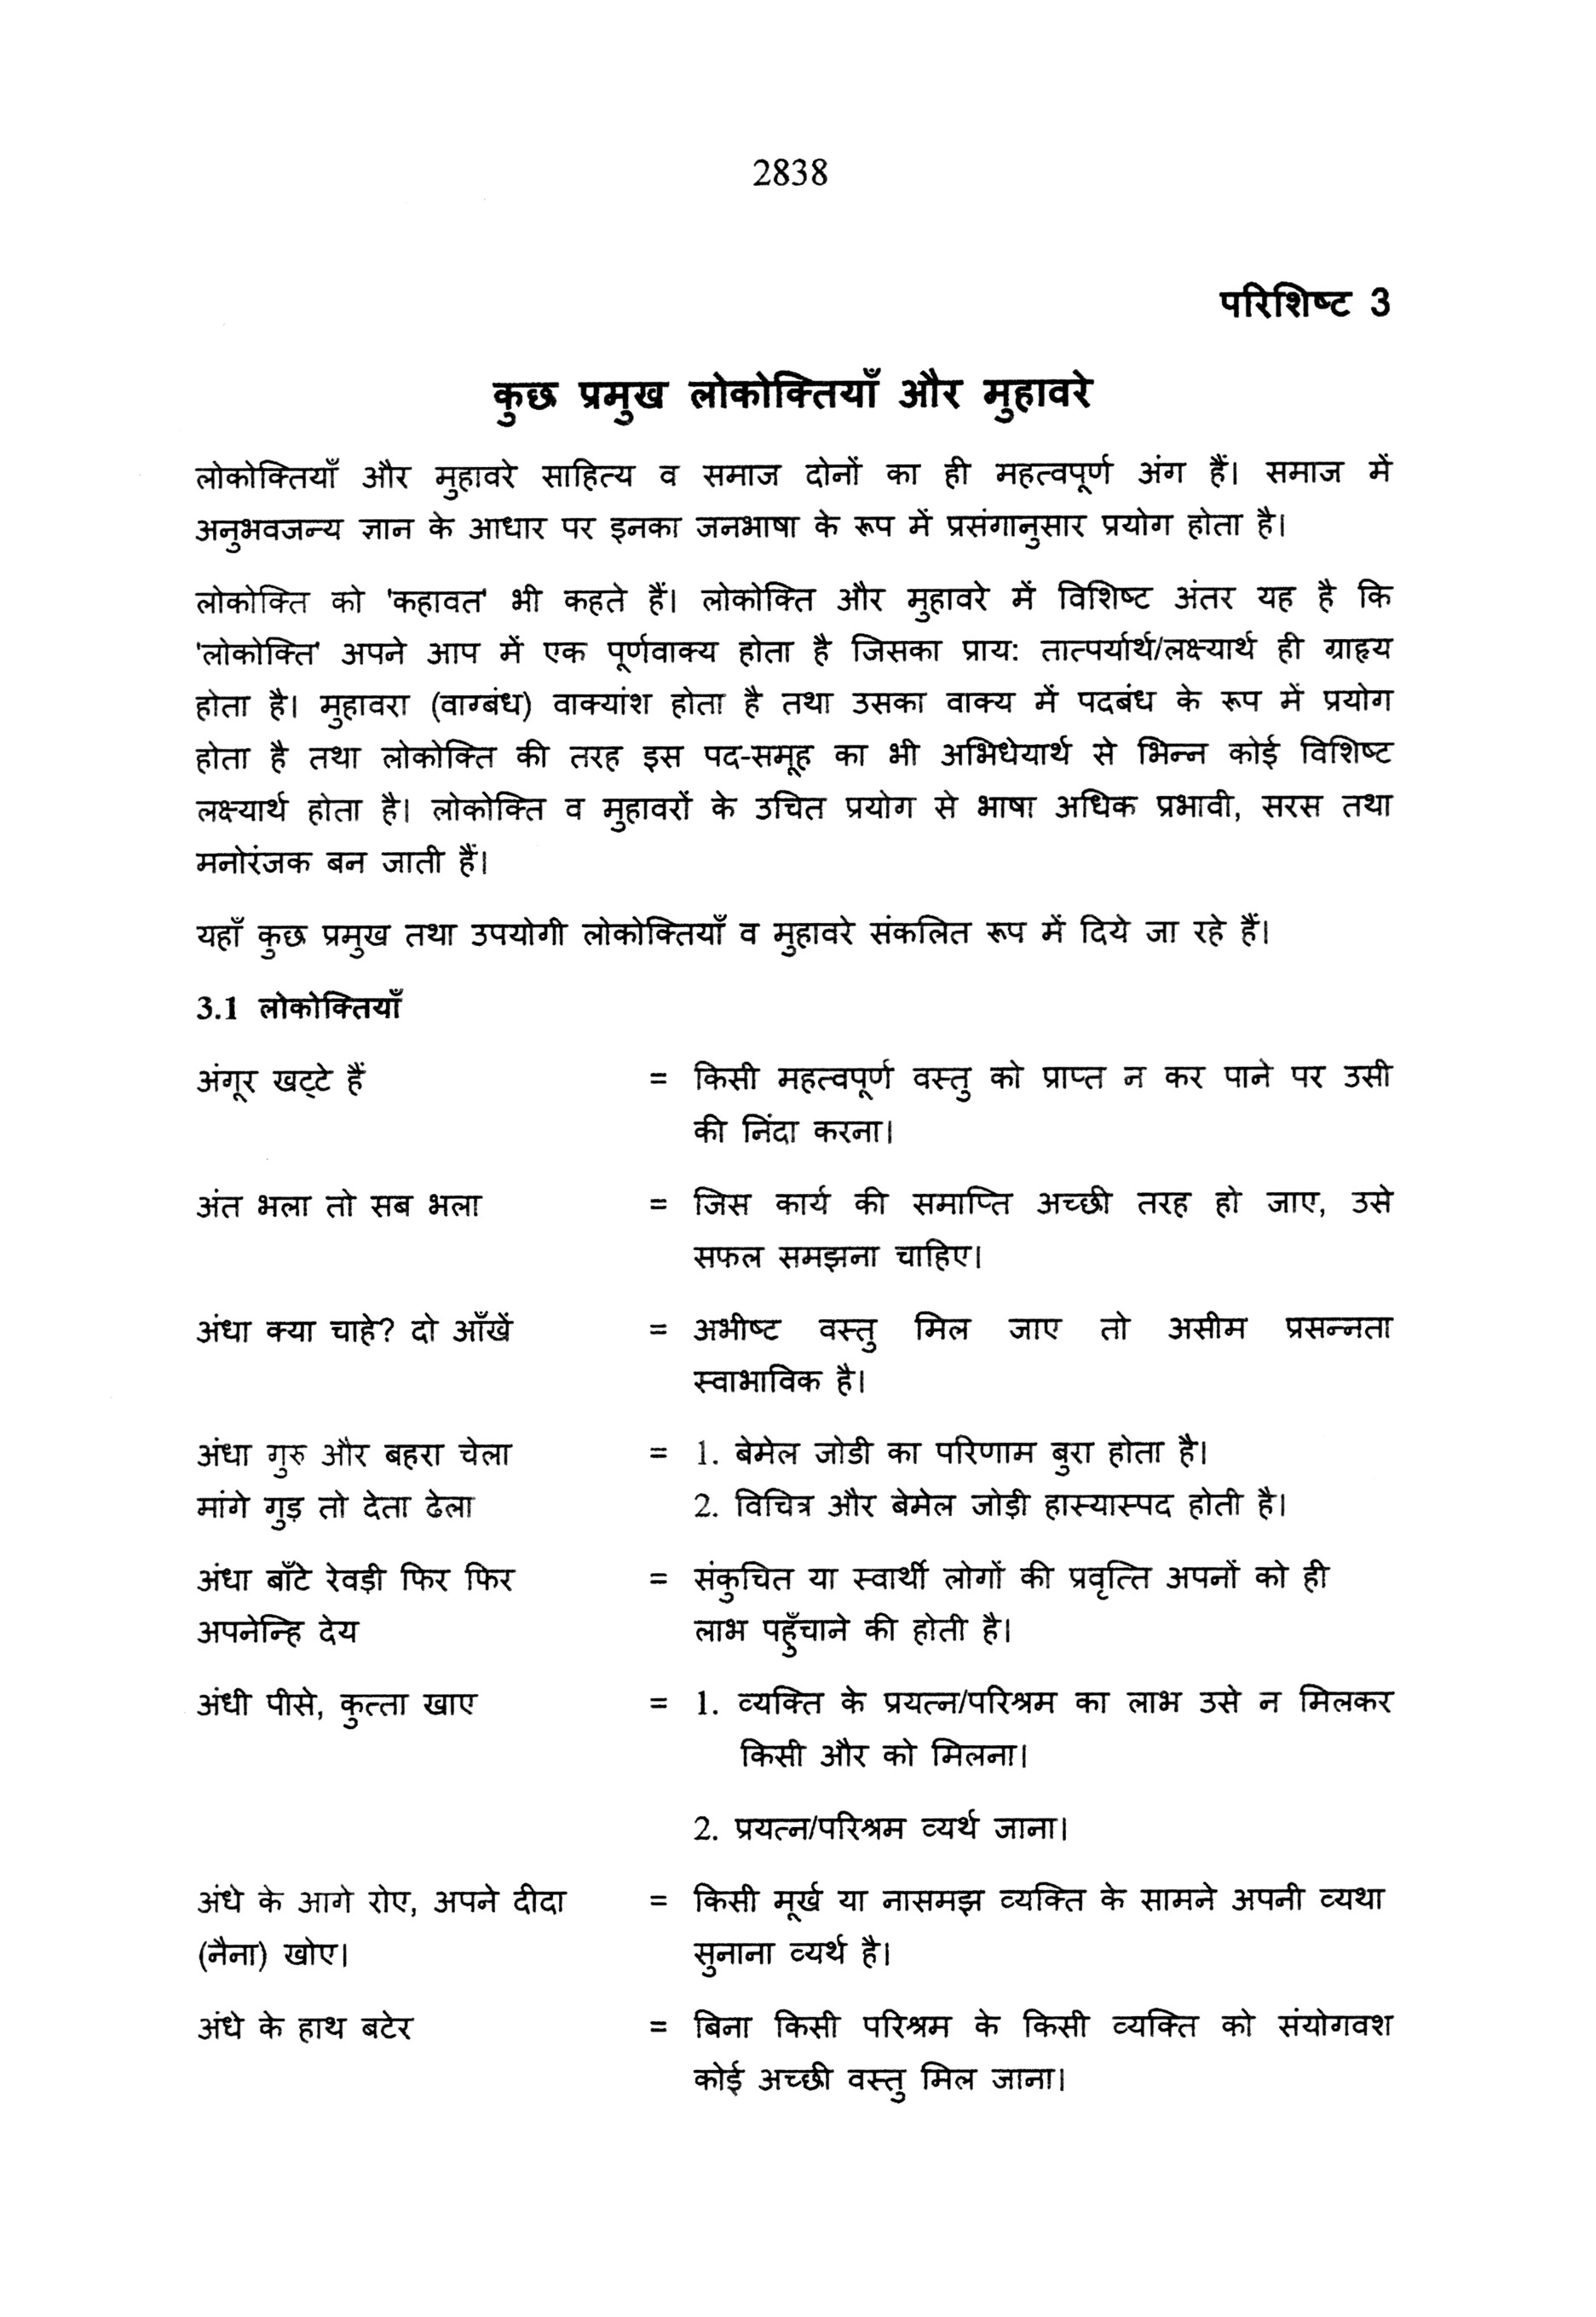 2838
परिशिष्ट 3
कुछ प्रमुख लोकोक्तियाँ और मुहावरे
लोकोक्तियाँ और मुहावरे साहित्य व समाज दोनों का ही महत्वपूर्ण अंग हैं। समाज में
अनुभवजन्य ज्ञान के आधार पर इनका जनभाषा के रूप में प्रसंगानुसार प्रयोग होता है।
लोकोक्ति को 'कहावत' भी कहते हैं। लोकोक्ति और मुहावरे में विशिष्ट अंतर यह है कि
'लोकोक्ति' अपने आप में एक पूर्णवाक्य होता है जिसका प्राय: तात्पर्यार्थ/लक्ष्यार्थ ही ग्राहय
होता है। मुहावरा (वाग्बंध) वाक्यांश होता है तथा उसका वाक्य में पदबंध के रूप में प्रयोग
होता है तथा लोकोक्ति की तरह इस पद-समूह का भी अभिधेयार्थ से भिन्न कोई विशिष्ट
लक्ष्यार्थ होता है। लोकोक्ति व मुहावरों के उचित प्रयोग से भाषा अधिक प्रभावी, सरस तथा
मनोरंजक बन जाती हैं।
यहाँ कुछ प्रमुख तथा उपयोगी लोकोक्तियाँ व मुहावरे संकलित रूप में दिये जा रहे हैं।
3.1 लोकोक्तियाँ
अंगूर खट्टे हैं = किसी महत्वपूर्ण वस्तु को प्राप्त न कर पाने पर उसी
की निंदा करना।
अंत भला तो सब भला = जिस कार्य की समाप्ति अच्छी तरह हो जाए, उसे
सफल समझना चाहिए।
अंधा क्या चाहे? दो आँखें = अभीष्ट वस्तु मिल जाए तो असीम प्रसन्नता
स्वाभाविक है।
अंधा गुरु और बहरा चेला = 1. बेमेल जोडी का परिणाम बुरा होता है।
मांगे गुड़ तो देता ढेला 2. विचित्र और बेमेल जोड़ी हास्यास्पद होती है।
अंधा बाँटे रेवड़ी फिर फिर = संकुचित या स्वार्थी लोगों की प्रवृत्ति अपनों को ही
अपनेन्हि देय लाभ पहुँचाने की होती है।
अंधी पीसे, कुत्ता खाए = 1. व्यक्ति के प्रयत्न/परिश्रम का लाभ उसे न मिलकर
किसी और को मिलना।
2. प्रयत्न/परिश्रम व्यर्थ जाना।
अंधे के आगे रोए, अपने दीदा = किसी मूर्ख या नासमझ व्यक्ति के सामने अपनी व्यथा
(नैना) खोए। सुनाना व्यर्थ है।
अंधे के हाथ बटेर = बिना किसी परिश्रम के किसी व्यक्ति को संयोगवश
कोई अच्छी वस्तु मिल जाना।